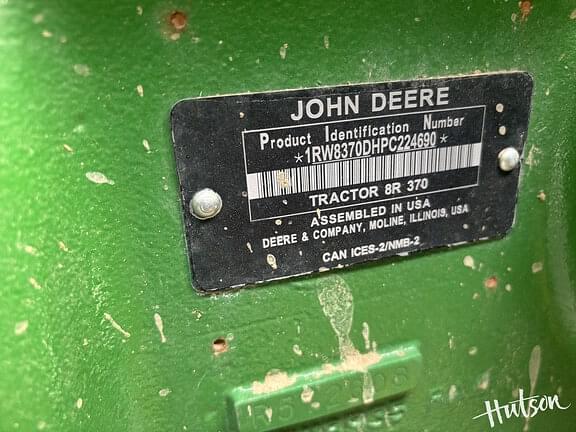 JOHN DEERE
Product Identification Number
*1RW8370DHPC224690*
TRACTOR 8R 370
ASSEMBLED IN USA
DEERE & COMPANY, MOLINE, ILLINOIS, USA
CAN ICES-2/NMB-2
Hutson